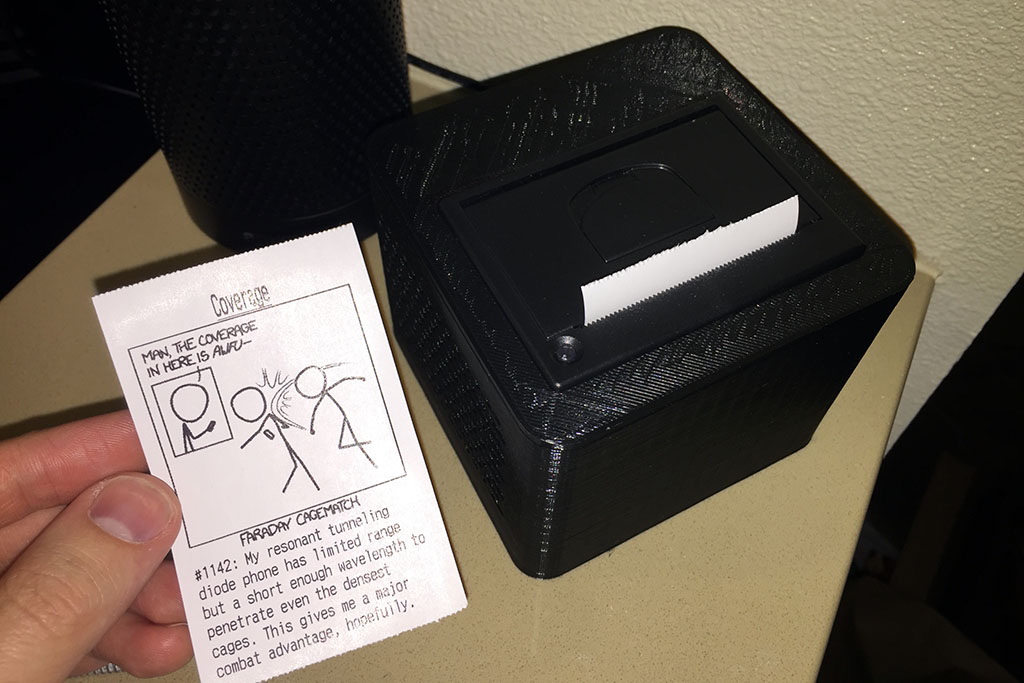 Coverage
MAN, THE COVERAGE
IN HERE IS AWFU—
FARADAY CAGEMATCH
#1142: My resonant tunneling
diode phone has limited range
but a short enough wavelength to
penetrate even the densest
cages. This gives me a major
combat advantage, hopefully.